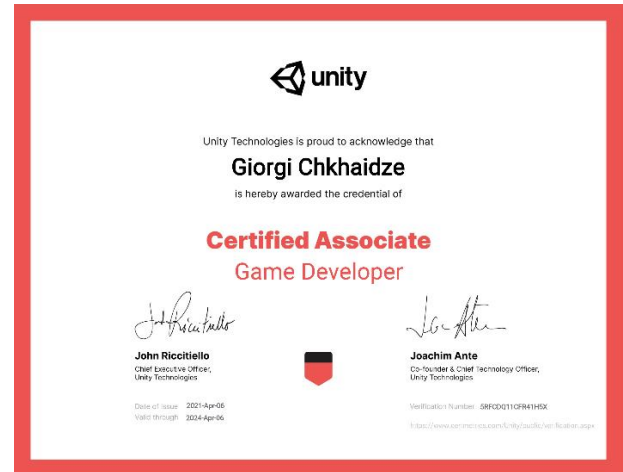 unity
Unity Technologies is proud to acknowledge that
Giorgi Chkhaidze
is hereby awarded the credential of
Certified Associate
Game Developer
John Riccitiello
Chief Executive Officer,
Unity Technologies
Date of Issue 2021-Apr-06
Valid through 2024-Apr-06
Joachim Ante
Co-founder & Chief Technology Officer,
Unity Technologies
Verification Number